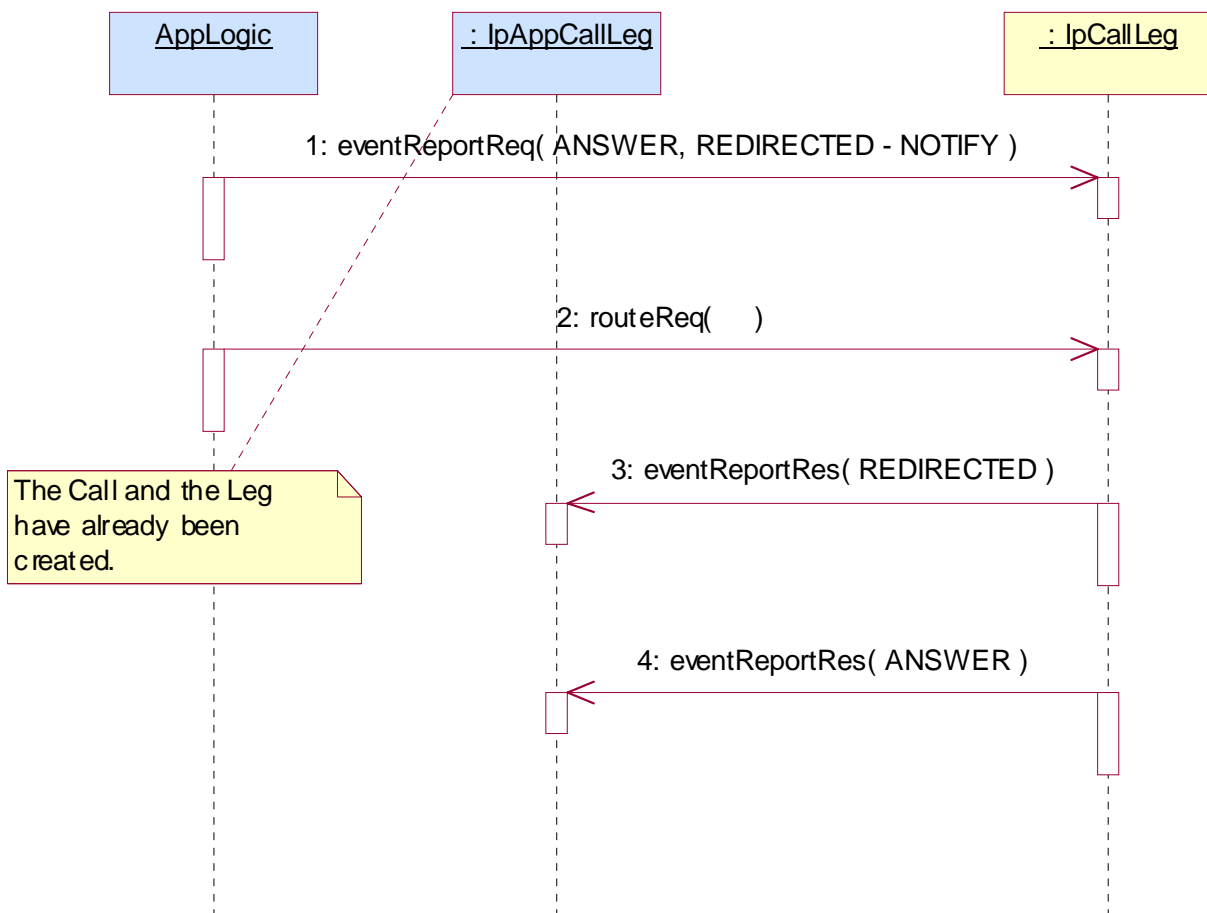 AppLogic
: IpAppCallLeg
: IpCallLeg
1: eventReportReq( ANSWER, REDIRECTED - NOTIFY )
2: routeReq( )
3: eventReportRes( REDIRECTED )
The Call and the Leg
have already been
created.
4: eventReportRes( ANSWER )